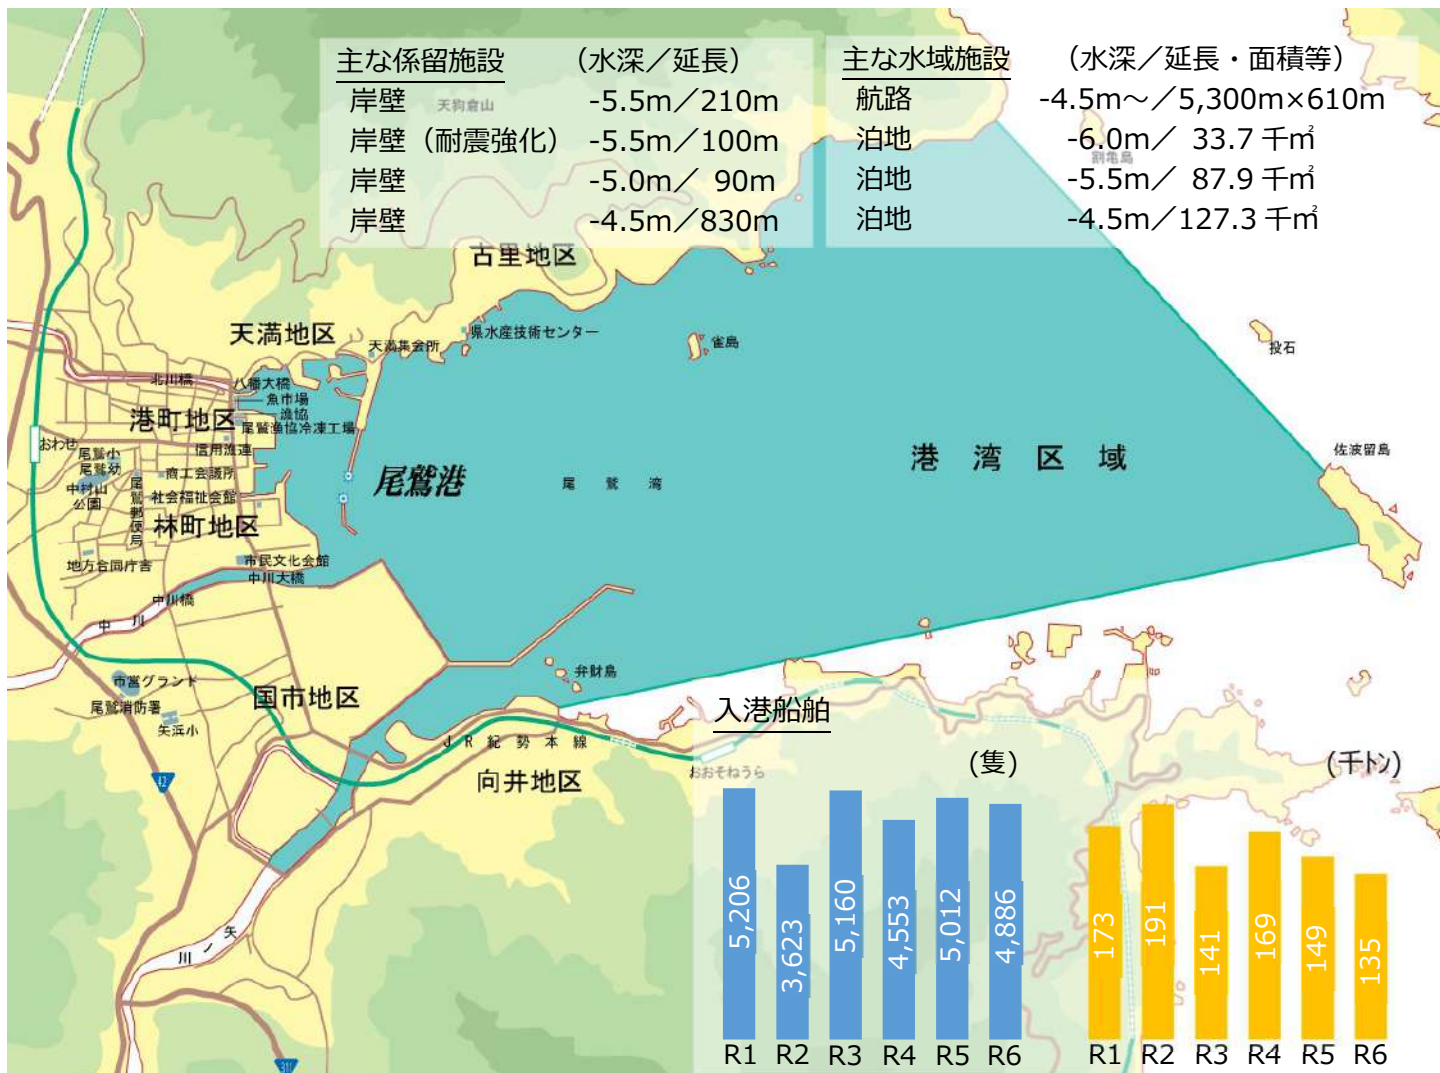 主な係留施設 （水深／延長）
岸壁 -5.5m／210m
岸壁（耐震強化） -5.5m／100m
岸壁 -5.0m／ 90m
岸壁 -4.5m／830m
主な水域施設 （水深／延長・面積等）
航路 -4.5m～／5,300m×610m
泊地 -6.0m／ 33.7 千㎡
泊地 -5.5m／ 87.9 千㎡
泊地 -4.5m／127.3 千㎡
天狗倉山
割亀島
古里地区
天満地区
天満集会所
県水産技術センター
雀島
投石
北川橋
八幡大橋
魚市場
漁協
港町地区
尾鷲漁協冷凍工場
おわせ
信用漁連
尾鷲小
尾鷲幼
商工会議所
中村山
公園
尾鷲郵便局
社会福祉会館
林町地区
尾鷲港
尾鷲湾
港湾区域
佐波留島
地方合同庁舎
市民文化会館
中川大橋
中川橋
中川
市営グランド
尾鷲消防署
矢浜小
国市地区
弁財島
JR紀勢本線
向井地区
おおそねうら
42
矢ノ川
311
入港船舶
(隻)
5,206
3,623
5,160
4,553
5,012
4,886
R1 R2 R3 R4 R5 R6
(千トン)
173
191
141
169
149
135
R1 R2 R3 R4 R5 R6